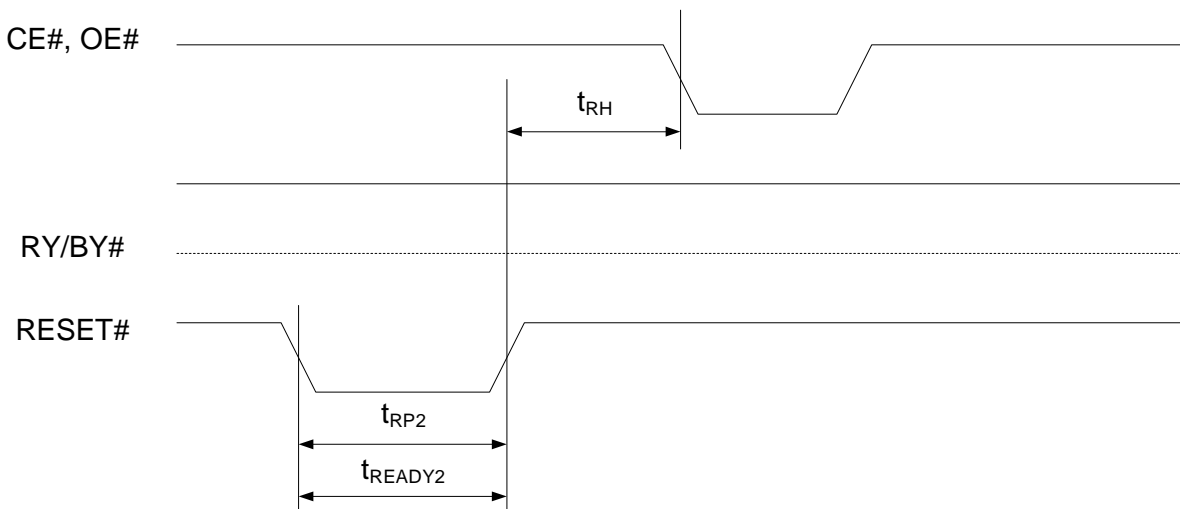 CE#, OE#
tRH
RY/BY#
RESET#
tRP2
tREADY2